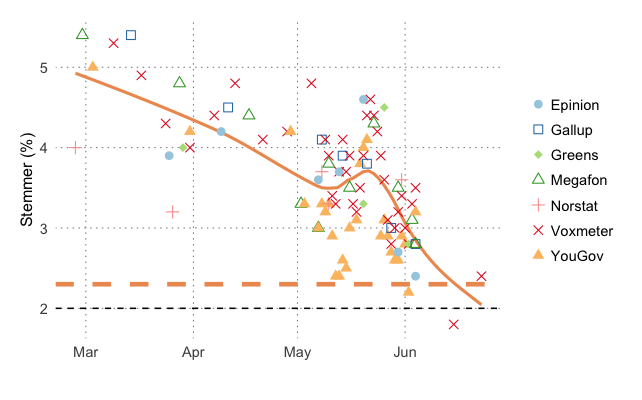 Stemmer (%)
5
4
3
2
Mar
Apr
May
Jun
Epinion
Gallup
Greens
Megafon
Norstat
Voxmeter
YouGov